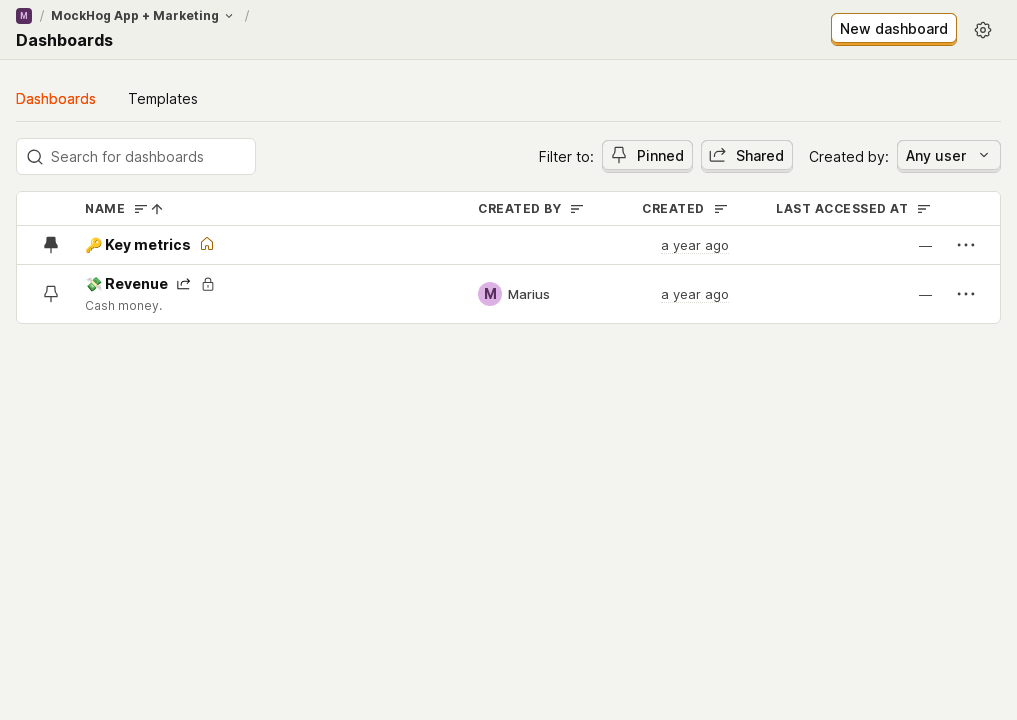 M / MockHog App + Marketing /
Dashboards
New dashboard
Dashboards Templates
Search for dashboards
Filter to: Pinned Shared Created by: Any user
NAME CREATED BY CREATED LAST ACCESSED AT
🔑 Key metrics a year ago —
💸 Revenue
Cash money.
M Marius a year ago —